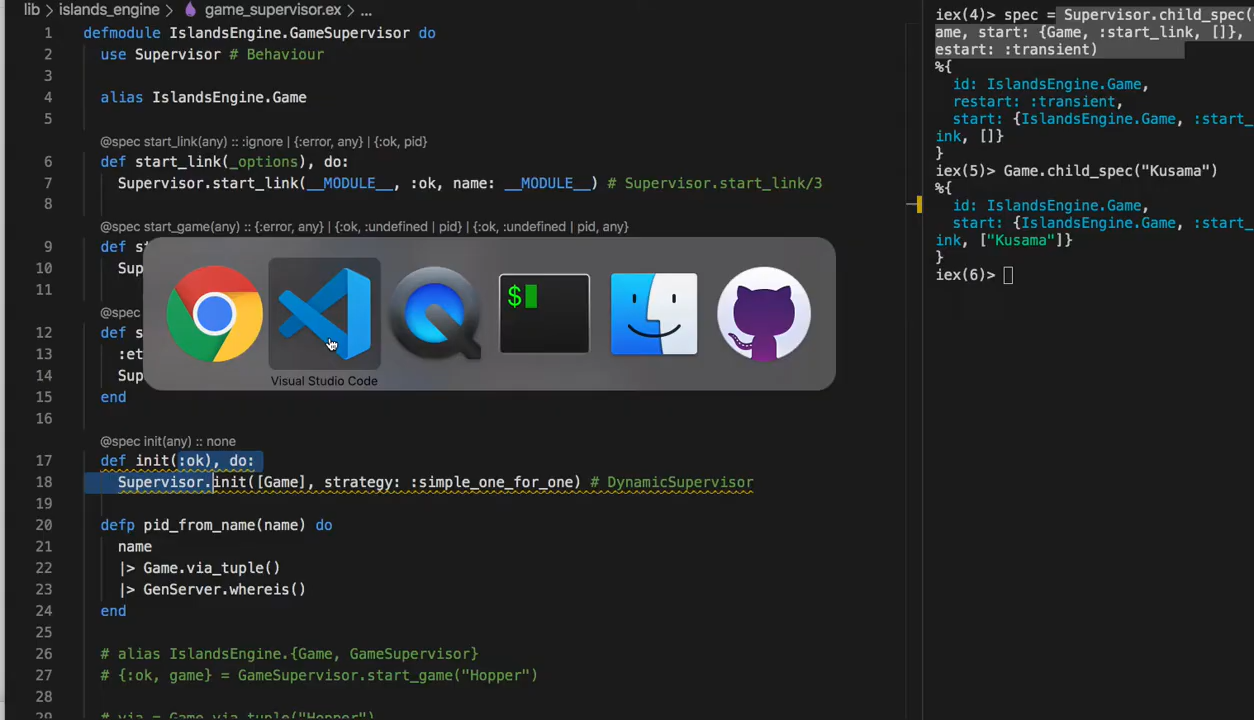 lib > islands_engine > game_supervisor.ex > ...
1 defmodule IslandsEngine.GameSupervisor do
2 use Supervisor # Behaviour
3
4 alias IslandsEngine.Game
5
@spec start_link(any) :: :ignore | {:error, any} | {:ok, pid}
6 def start_link(_options), do:
7 Supervisor.start_link(__MODULE__, :ok, name: __MODULE__) # Supervisor.start_link/3
8
@spec start_game(any) :: {:error, any} | {:ok, :undefined | pid} | {:ok, :undefined | pid, any}
9 def st
10 Sup
11
@spec
12 def s
13 :et
14 Sup
15 end
16
@spec init(any) :: none
17 def init(:ok), do:
18 Supervisor.init([Game], strategy: :simple_one_for_one) # DynamicSupervisor
19
20 defp pid_from_name(name) do
21 name
22 |> Game.via_tuple()
23 |> GenServer.whereis()
24 end
25
26 # alias IslandsEngine.{Game, GameSupervisor}
27 # {:ok, game} = GameSupervisor.start_game("Hopper")
28
29 # via = Game.via_tuple("Hopper")
$
Visual Studio Code
iex(4)> spec = Supervisor.child_spec(
ame, start: {Game, :start_link, []},
estart: :transient)
%{
id: IslandsEngine.Game,
restart: :transient,
start: {IslandsEngine.Game, :start_
ink, []}
}
iex(5)> Game.child_spec("Kusama")
%{
id: IslandsEngine.Game,
start: {IslandsEngine.Game, :start_
ink, ["Kusama"]}
}
iex(6)>